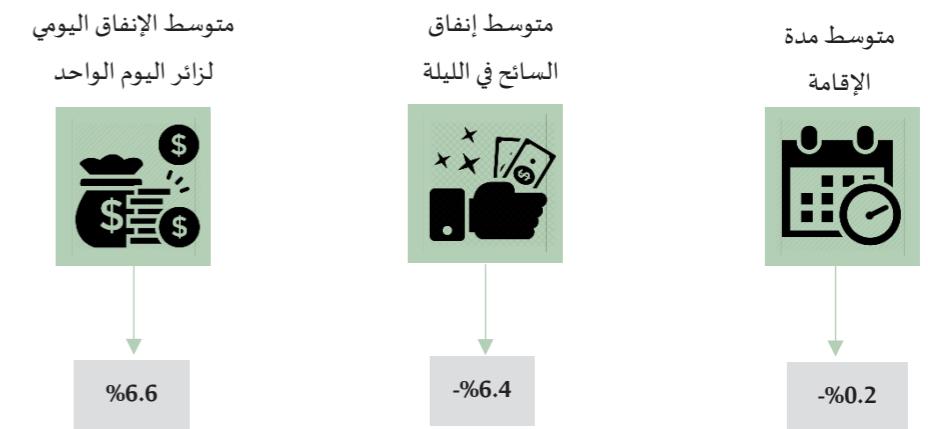 متوسط مدة
الإقامة
-%0.2
متوسط إنفاق
السائح في الليلة
-%6.4
متوسط الإنفاق اليومي
لزائر اليوم الواحد
%6.6